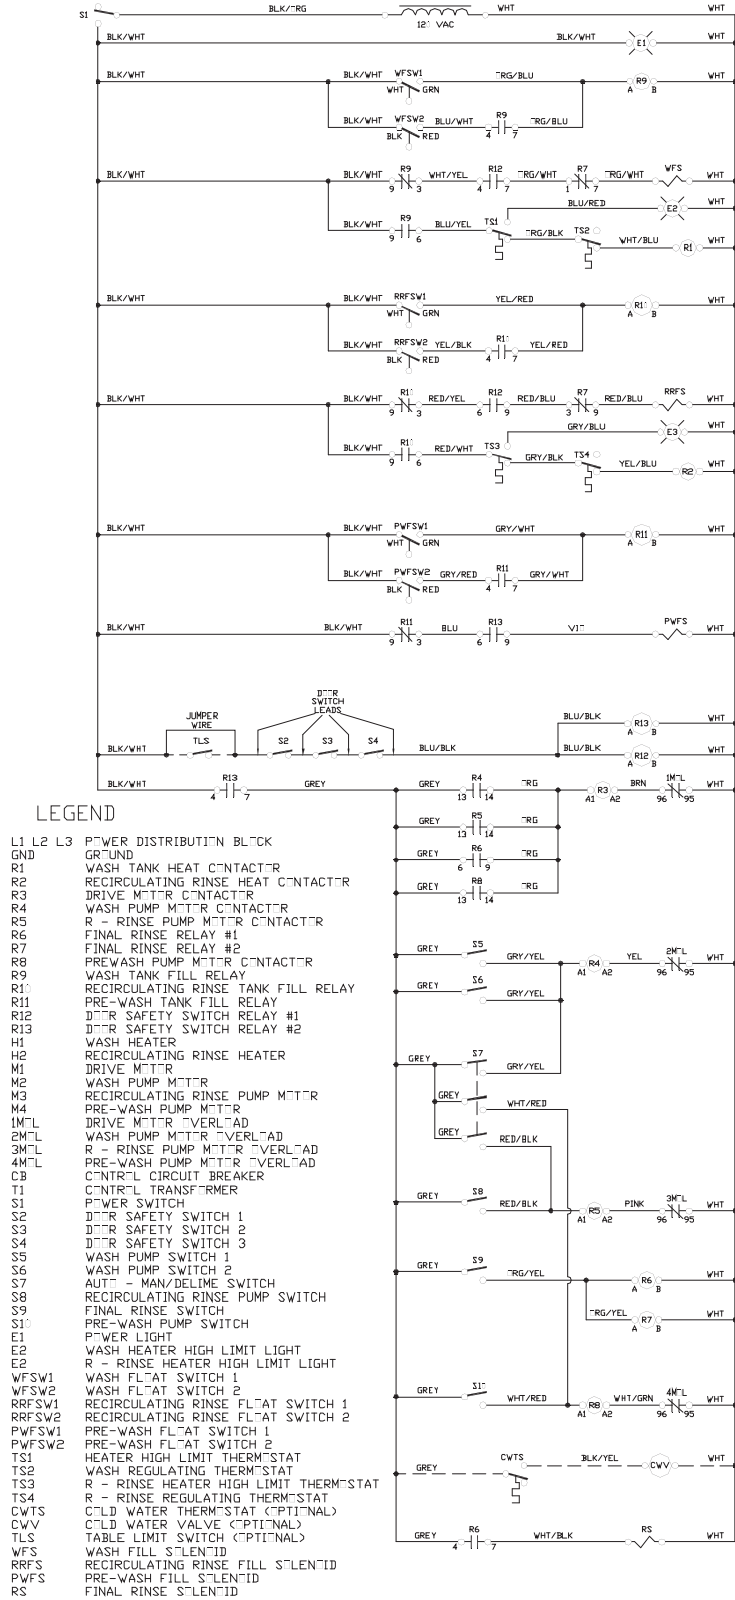 S1 BLK/ORG 120 VAC WHT WHT
BLK/WHT BLK/WHT E1 WHT
BLK/WHT BLK/WHT WFSW1 WHT GRN ORG/BLU R9 A B WHT
BLK/WHT WFSW2 BLK RED BLU/WHT R9 4 7 ORG/BLU
BLK/WHT BLK/WHT R9 9 3 WHT/YEL R12 4 7 ORG/WHT R7 1 7 ORG/WHT WFS WHT
BLU/RED E2 WHT
BLK/WHT R9 9 6 BLU/YEL TS1 ORG/BLK TS2 WHT/BLU R1 WHT
BLK/WHT BLK/WHT RRFSW1 WHT GRN YEL/RED R10 A B WHT
BLK/WHT RRFSW2 BLK RED YEL/BLK R10 4 7 YEL/RED
BLK/WHT BLK/WHT R10 9 3 RED/YEL R12 6 9 RED/BLU R7 3 9 RED/BLU RRFS WHT
GRY/BLU E3 WHT
BLK/WHT R10 9 6 RED/WHT TS3 GRY/BLK TS4 YEL/BLU R2 WHT
BLK/WHT BLK/WHT PWFSW1 WHT GRN GRY/WHT R11 A B WHT
BLK/WHT PWFSW2 BLK RED GRY/RED R11 4 7 GRY/WHT
BLK/WHT BLK/WHT R11 9 3 BLU R13 6 9 VIO PWFS WHT
DOOR
SWITCH
LEADS
JUMPER
WIRE
BLU/BLK R13 A B WHT
BLK/WHT TLS S2 S3 S4 BLU/BLK BLU/BLK R12 A B WHT
BLK/WHT R13 4 7 GREY GREY R4 13 14 ORG R3 A1 A2 BRN 1MOL 96 95 WHT
GREY R5 13 14 ORG
GREY R6 6 9 ORG
GREY R8 13 14 ORG
GREY S5 GRY/YEL R4 A1 A2 YEL 2MOL 96 95 WHT
GREY S6 GRY/YEL
GREY S7 GRY/YEL
GREY WHT/RED
GREY RED/BLK
GREY S8 RED/BLK R5 A1 A2 PINK 3MOL 96 95 WHT
GREY S9 ORG/YEL R6 A B WHT
ORG/YEL R7 A B WHT
GREY S10 WHT/RED R8 A1 A2 WHT/GRN 4MOL 96 95 WHT
GREY CWTS BLK/YEL CWV WHT
GREY R6 4 7 WHT/BLK RS WHT
LEGEND
L1 L2 L3 POWER DISTRIBUTION BLOCK
GND GROUND
R1 WASH TANK HEAT CONTACTOR
R2 RECIRCULATING RINSE HEAT CONTACTOR
R3 DRIVE MOTOR CONTACTOR
R4 WASH PUMP MOTOR CONTACTOR
R5 R - RINSE PUMP MOTOR CONTACTOR
R6 FINAL RINSE RELAY #1
R7 FINAL RINSE RELAY #2
R8 PREWASH PUMP MOTOR CONTACTOR
R9 WASH TANK FILL RELAY
R10 RECIRCULATING RINSE TANK FILL RELAY
R11 PRE-WASH TANK FILL RELAY
R12 DOOR SAFETY SWITCH RELAY #1
R13 DOOR SAFETY SWITCH RELAY #2
H1 WASH HEATER
H2 RECIRCULATING RINSE HEATER
M1 DRIVE MOTOR
M2 WASH PUMP MOTOR
M3 RECIRCULATING RINSE PUMP MOTOR
M4 PRE-WASH PUMP MOTOR
1MOL DRIVE MOTOR OVERLOAD
2MOL WASH PUMP MOTOR OVERLOAD
3MOL R - RINSE PUMP MOTOR OVERLOAD
4MOL PRE-WASH PUMP MOTOR OVERLOAD
CB CONTROL CIRCUIT BREAKER
T1 CONTROL TRANSFORMER
S1 POWER SWITCH
S2 DOOR SAFETY SWITCH 1
S3 DOOR SAFETY SWITCH 2
S4 DOOR SAFETY SWITCH 3
S5 WASH PUMP SWITCH 1
S6 WASH PUMP SWITCH 2
S7 AUTO - MAN/DELIME SWITCH
S8 RECIRCULATING RINSE PUMP SWITCH
S9 FINAL RINSE SWITCH
S10 PRE-WASH PUMP SWITCH
E1 POWER LIGHT
E2 WASH HEATER HIGH LIMIT LIGHT
E2 R - RINSE HEATER HIGH LIMIT LIGHT
WFSW1 WASH FLOAT SWITCH 1
WFSW2 WASH FLOAT SWITCH 2
RRFSW1 RECIRCULATING RINSE FLOAT SWITCH 1
RRFSW2 RECIRCULATING RINSE FLOAT SWITCH 2
PWFSW1 PRE-WASH FLOAT SWITCH 1
PWFSW2 PRE-WASH FLOAT SWITCH 2
TS1 HEATER HIGH LIMIT THERMOSTAT
TS2 WASH REGULATING THERMOSTAT
TS3 R - RINSE HEATER HIGH LIMIT THERMOSTAT
TS4 R - RINSE REGULATING THERMOSTAT
CWTS COLD WATER THERMOSTAT (OPTIONAL)
CWV COLD WATER VALVE (OPTIONAL)
TLS TABLE LIMIT SWITCH (OPTIONAL)
WFS WASH FILL SOLENOID
RRFS RECIRCULATING RINSE FILL SOLENOID
PWFS PRE-WASH FILL SOLENOID
RS FINAL RINSE SOLENOID